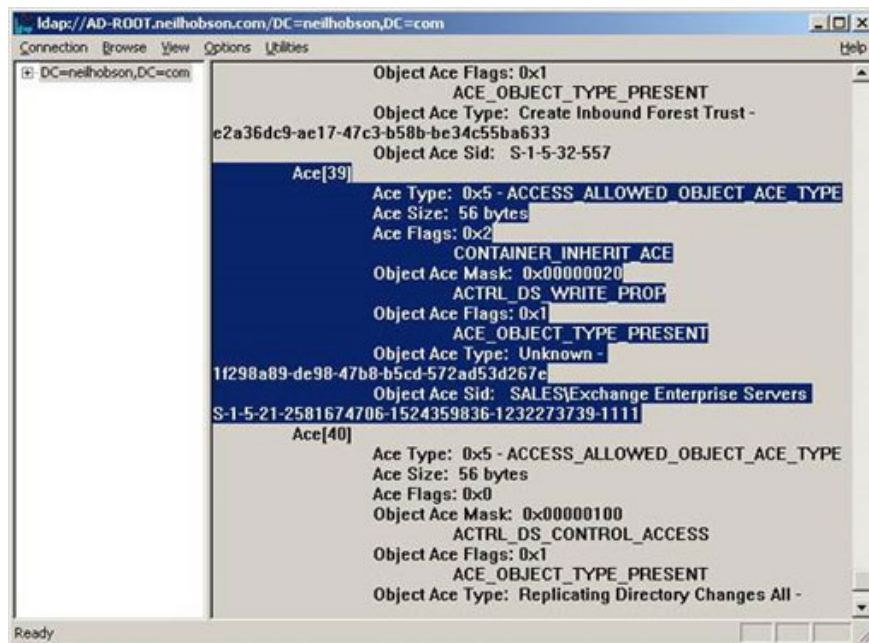 ldap://AD-ROOT.neilhobson.com/DC=neilhobson,DC=com
Connection Browse View Options Utilities Help
DC=neilhobson,DC=com
Object Ace Flags: 0x1
ACE_OBJECT_TYPE_PRESENT
Object Ace Type: Create Inbound Forest Trust -
e2a36dc9-ae17-47c3-b58b-be34c55ba633
Object Ace Sid: S-1-5-32-557
Ace[39]
Ace Type: 0x5 - ACCESS_ALLOWED_OBJECT_ACE_TYPE
Ace Size: 56 bytes
Ace Flags: 0x2
CONTAINER_INHERIT_ACE
Object Ace Mask: 0x00000020
ACTRL_DS_WRITE_PROP
Object Ace Flags: 0x1
ACE_OBJECT_TYPE_PRESENT
Object Ace Type: Unknown -
1f298a89-de98-47b8-b5cd-572ad53d267e
Object Ace Sid: SALES\Exchange Enterprise Servers
S-1-5-21-2581674706-1524359836-1232273739-1111
Ace[40]
Ace Type: 0x5 - ACCESS_ALLOWED_OBJECT_ACE_TYPE
Ace Size: 56 bytes
Ace Flags: 0x0
Object Ace Mask: 0x00000100
ACTRL_DS_CONTROL_ACCESS
Object Ace Flags: 0x1
ACE_OBJECT_TYPE_PRESENT
Object Ace Type: Replicating Directory Changes All -
Ready